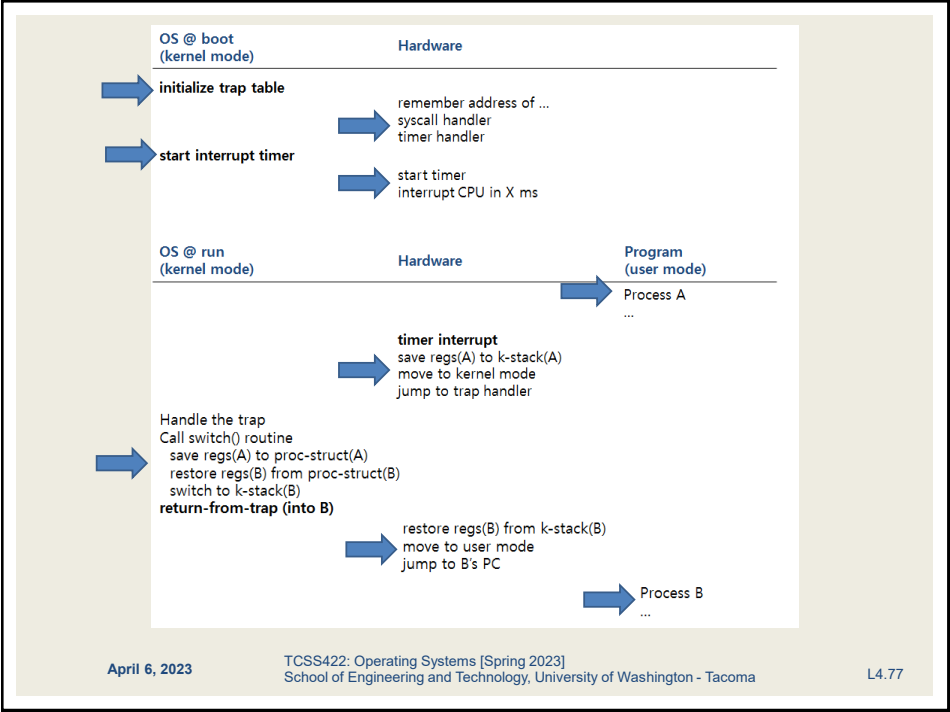 OS @ boot
(kernel mode)
Hardware
initialize trap table
remember address of ...
syscall handler
timer handler
start interrupt timer
start timer
interrupt CPU in X ms
OS @ run
(kernel mode)
Hardware
Program
(user mode)
Process A
...
timer interrupt
save regs(A) to k-stack(A)
move to kernel mode
jump to trap handler
Handle the trap
Call switch() routine
save regs(A) to proc-struct(A)
restore regs(B) from proc-struct(B)
switch to k-stack(B)
return-from-trap (into B)
restore regs(B) from k-stack(B)
move to user mode
jump to B's PC
Process B
...
April 6, 2023
TCSS422: Operating Systems [Spring 2023]
School of Engineering and Technology, University of Washington - Tacoma
L4.77